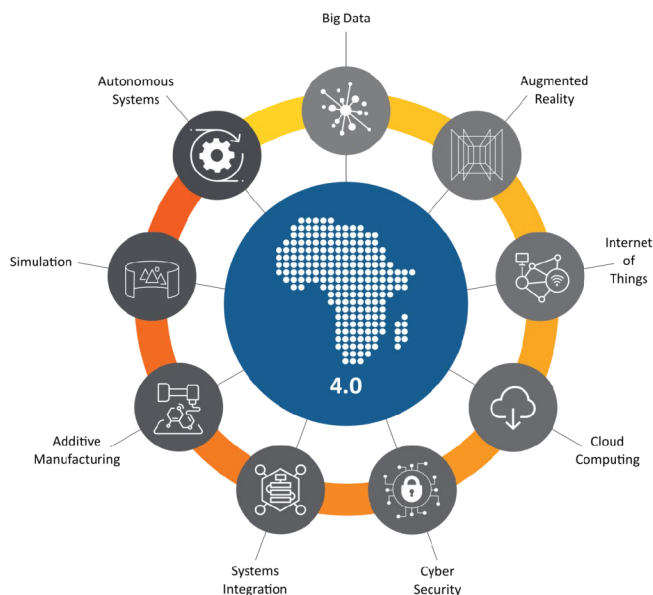 Big Data
Augmented
Reality
Internet
of
Things
Cloud
Computing
Cyber
Security
Systems
Integration
Additive
Manufacturing
Simulation
Autonomous
Systems
4.0